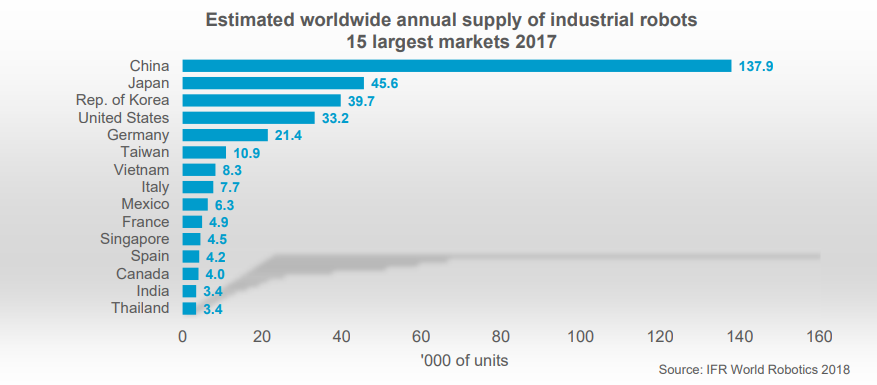 Estimated worldwide annual supply of industrial robots
15 largest markets 2017
China 137.9
Japan 45.6
Rep. of Korea 39.7
United States 33.2
Germany 21.4
Taiwan 10.9
Vietnam 8.3
Italy 7.7
Mexico 6.3
France 4.9
Singapore 4.5
Spain 4.2
Canada 4.0
India 3.4
Thailand 3.4
0 20 40 60 80 100 120 140 160
'000 of units
Source: IFR World Robotics 2018